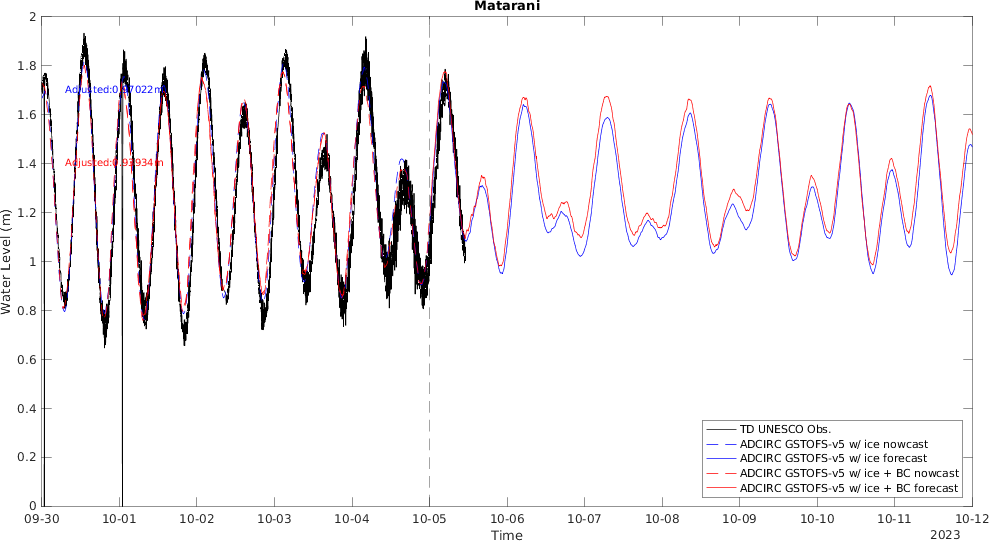 Matarani
2
1.8
1.6
1.4
1.2
1
0.8
0.6
0.4
0.2
0
Water Level (m)
Adjusted:0.97022m
Adjusted:0.93934m
TD UNESCO Obs.
ADCIRC GSTOFS-v5 w/ ice nowcast
ADCIRC GSTOFS-v5 w/ ice forecast
ADCIRC GSTOFS-v5 w/ ice + BC nowcast
ADCIRC GSTOFS-v5 w/ ice + BC forecast
09-30 10-01 10-02 10-03 10-04 10-05 10-06 10-07 10-08 10-09 10-10 10-11 10-12
Time
2023